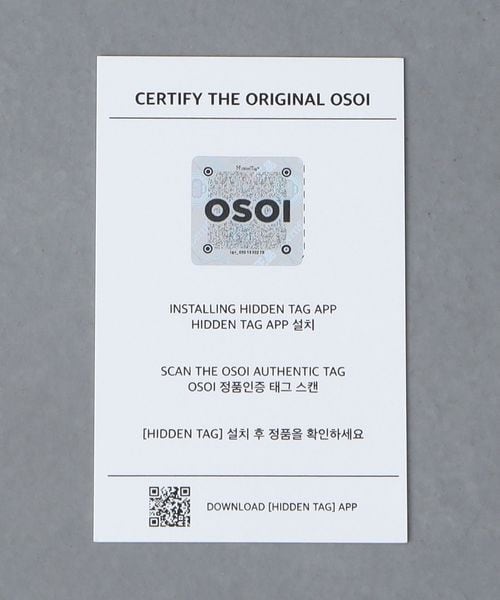 CERTIFY THE ORIGINAL OSOI
OSOI
INSTALLING HIDDEN TAG APP
HIDDEN TAG APP 설치
SCAN THE OSOI AUTHENTIC TAG
OSOI 정품인증 태그 스캔
[HIDDEN TAG] 설치 후 정품을 확인하세요
DOWNLOAD [HIDDEN TAG] APP